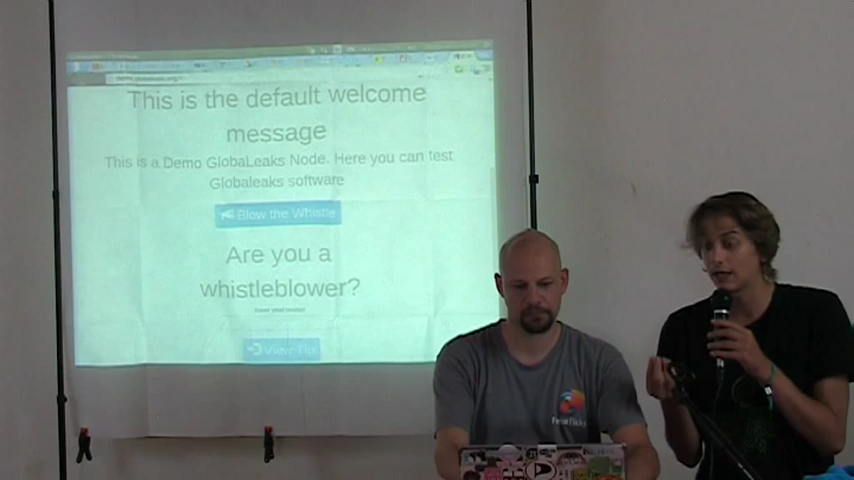 This is the default welcome
message
This is a Demo GlobaLeaks Node. Here you can test
Globaleaks software
Blow the Whistle
Are you a
whistleblower?
View Tip